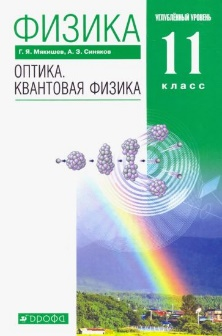 ФИЗИКА
Г. Я. Мякишев, А. З. Синяков
УГЛУБЛЁННЫЙ УРОВЕНЬ
11
класс
ОПТИКА.
КВАНТОВАЯ ФИЗИКА
ДРОФА